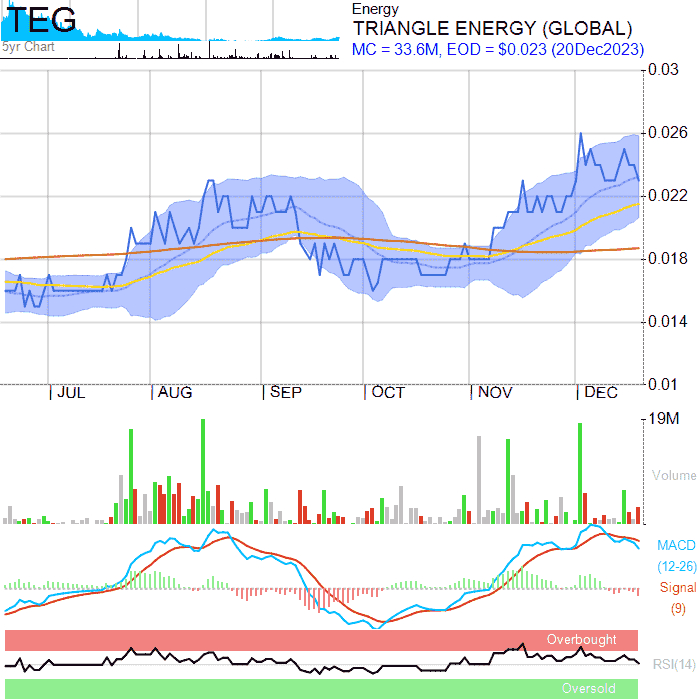 TEG
5yr Chart
Energy
TRIANGLE ENERGY (GLOBAL)
MC = 33.6M, EOD = $0.023 (20Dec2023)
0.03
0.026
0.022
0.018
0.014
0.01
JUL AUG SEP OCT NOV DEC
19M
Volume
MACD
(12-26)
Signal
(9)
Overbought
RSI(14)
Oversold